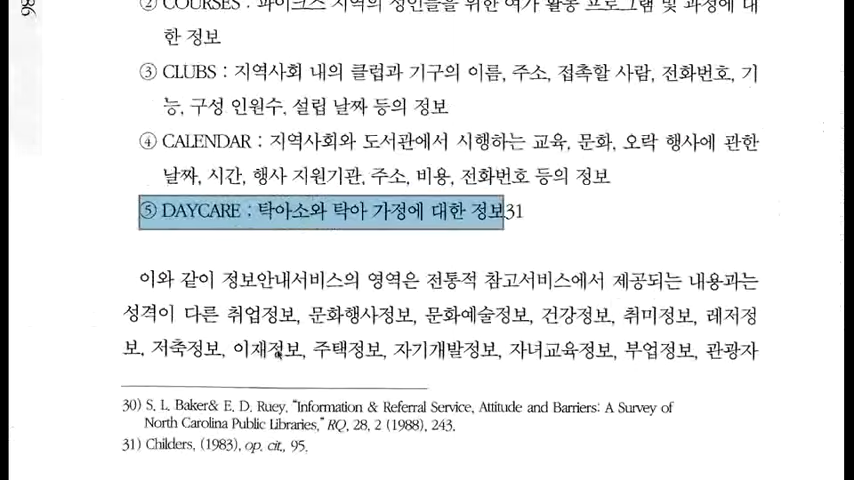 ② COURSES : 파이크스 지역의 성인들을 위한 여가 활동 프로그램 및 과정에 대
한 정보
③ CLUBS : 지역사회 내의 클럽과 기구의 이름, 주소, 접촉할 사람, 전화번호, 기
능, 구성 인원수, 설립 날짜 등의 정보
④ CALENDAR : 지역사회와 도서관에서 시행하는 교육, 문화, 오락 행사에 관한
날짜, 시간, 행사 지원기관, 주소, 비용, 전화번호 등의 정보
⑤ DAYCARE : 탁아소와 탁아 가정에 대한 정보31
이와 같이 정보안내서비스의 영역은 전통적 참고서비스에서 제공되는 내용과는
성격이 다른 취업정보, 문화행사정보, 문화예술정보, 건강정보, 취미정보, 레저정
보, 저축정보, 이재정보, 주택정보, 자기개발정보, 자녀교육정보, 부업정보, 관광자
30) S. L. Baker& E. D. Ruey. "Information & Referral Service, Attitude and Barriers: A Survey of
North Carolina Public Libraries," RQ, 28, 2 (1988), 243.
31) Childers, (1983), op. cit., 95.